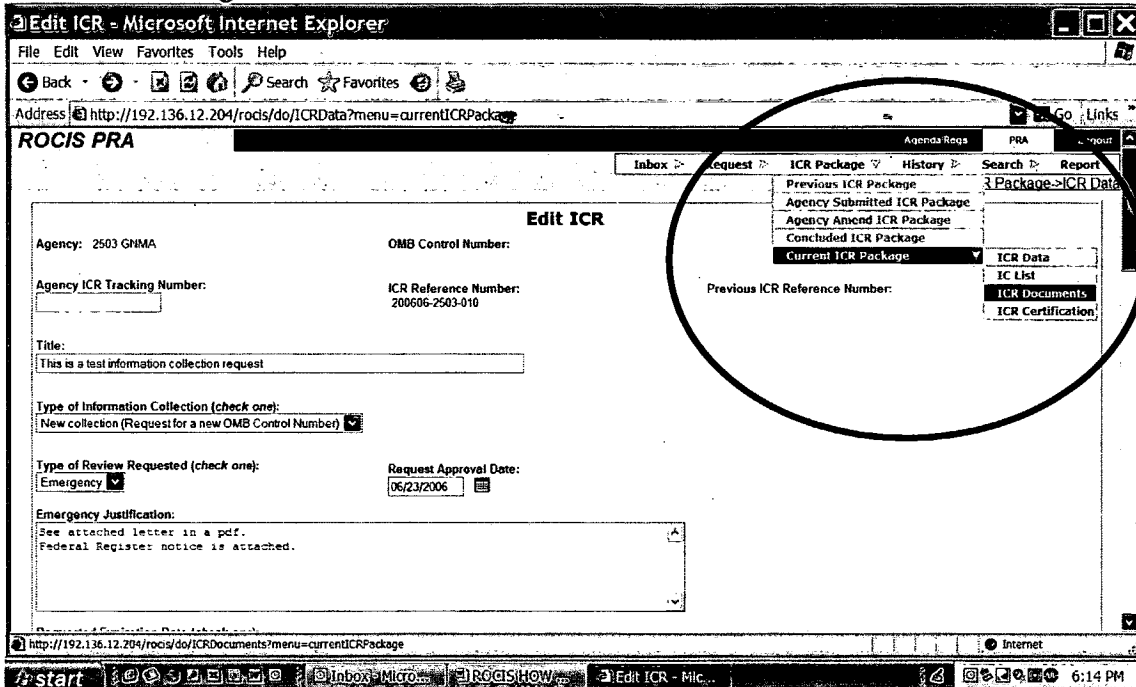 Edit ICR - Microsoft Internet Explorer
File Edit View Favorites Tools Help
Back Search Favorites
Address http://192.136.12.204/rocis/do/ICRData?menu=currentICRPackage Go Links
ROCIS PRA Agenda/Regs PRA Logout
Inbox Request ICR Package History Search Report
Previous ICR Package
R Package->ICR Data
Agency Submitted ICR Package
Edit ICR
Agency Amend ICR Package
Concluded ICR Package
Current ICR Package
ICR Data
IC List
ICR Documents
ICR Certification
Agency: 2503 GNMA OMB Control Number:
Agency ICR Tracking Number: ICR Reference Number: Previous ICR Reference Number:
200606-2503-010
Title:
This is a test information collection request
Type of Information Collection (check one):
New collection (Request for a new OMB Control Number)
Type of Review Requested (check one): Request Approval Date:
Emergency 06/23/2006
Emergency Justification:
See attached letter in a pdf.
Federal Register notice is attached.
http://192.136.12.204/rocis/do/ICRDocuments?menu=currentICRPackage Internet
start Inbox - Micro... ROCIS HOW ... Edit ICR - Mic... 6:14 PM